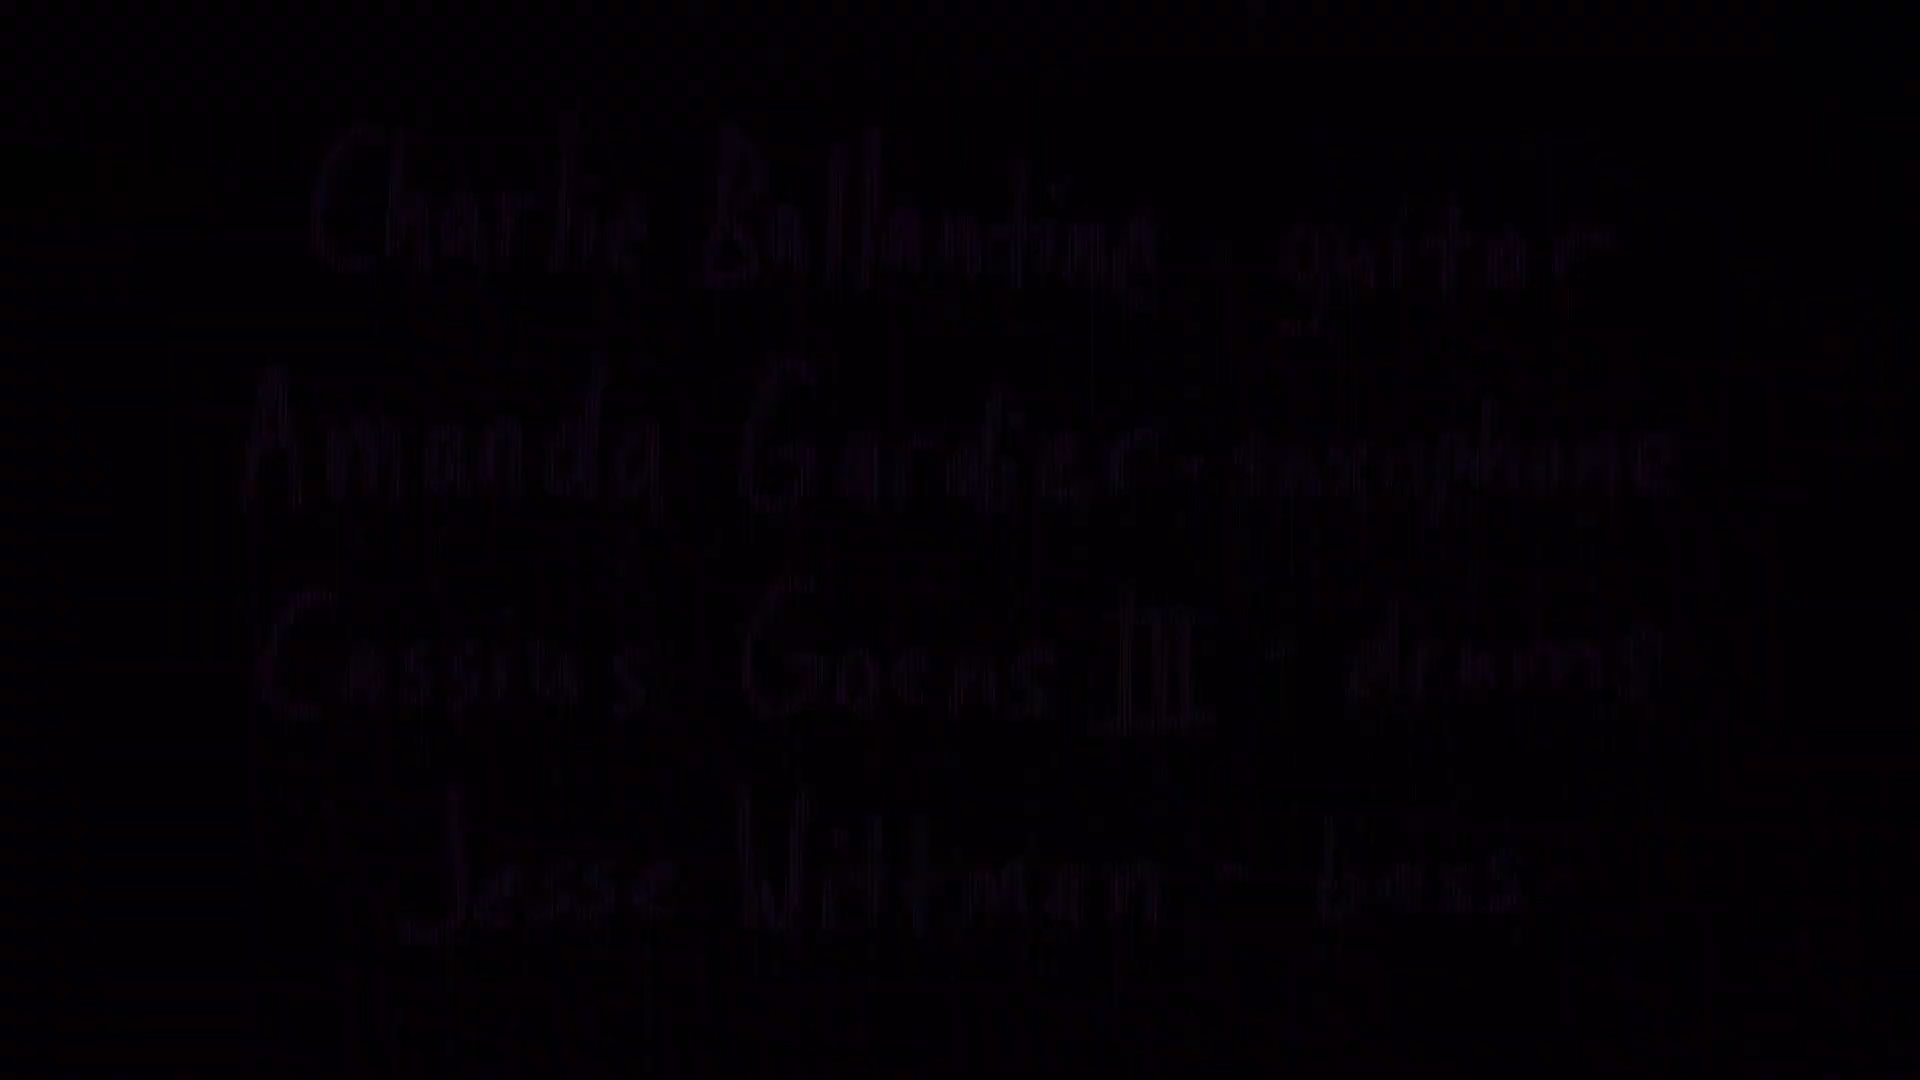 Charlie Ballantine - guitar
Amanda Gardier - saxophone
Cassius Goens III - drums
Jesse Wittman - bass